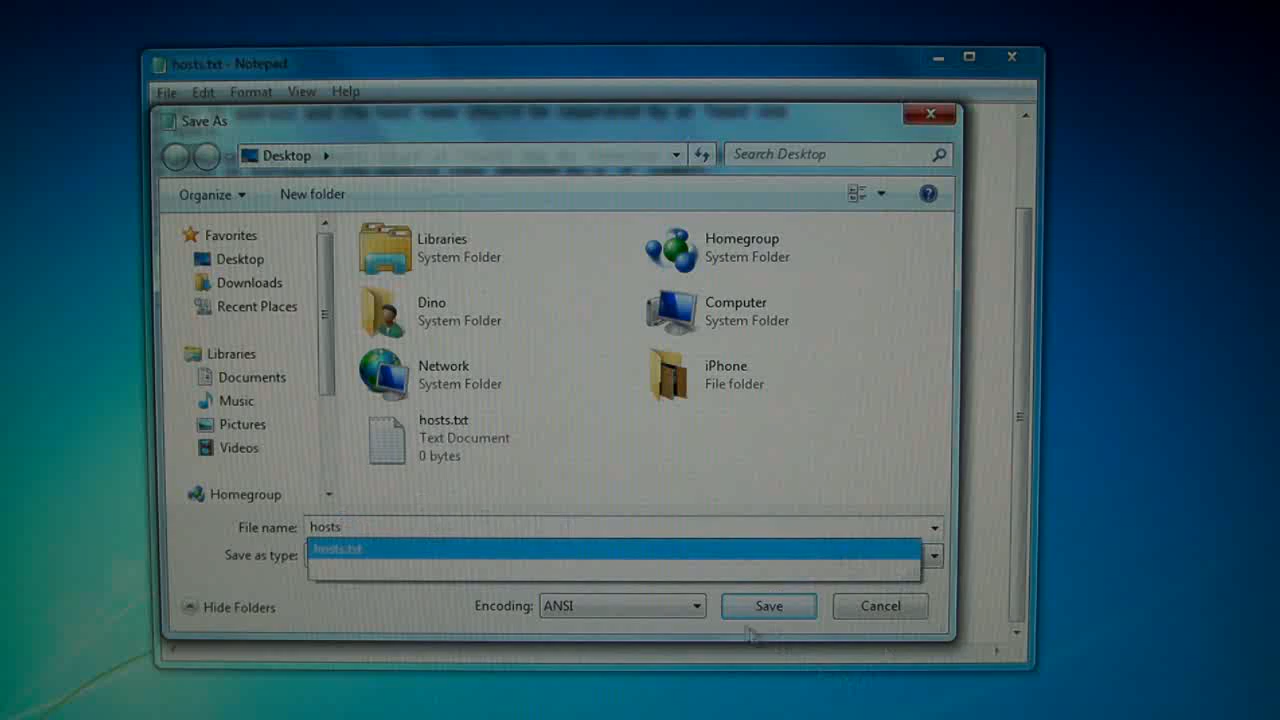 hosts.txt - Notepad
File Edit Format View Help
Save As
Desktop
Search Desktop
Organize New folder
Favorites
Desktop
Downloads
Recent Places
Libraries
Documents
Music
Pictures
Videos
Homegroup
Libraries
System Folder
Homegroup
System Folder
Dino
System Folder
Computer
System Folder
Network
System Folder
iPhone
File folder
hosts.txt
Text Document
0 bytes
File name: hosts
hosts.txt
Save as type:
Hide Folders
Encoding: ANSI
Save
Cancel